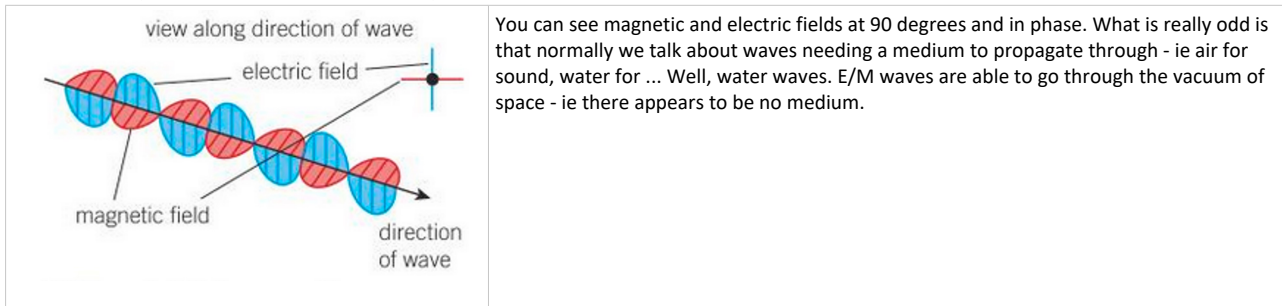 view along direction of wave
electric field
magnetic field
direction
of wave
You can see magnetic and electric fields at 90 degrees and in phase. What is really odd is
that normally we talk about waves needing a medium to propagate through - ie air for
sound, water for ... Well, water waves. E/M waves are able to go through the vacuum of
space - ie there appears to be no medium.